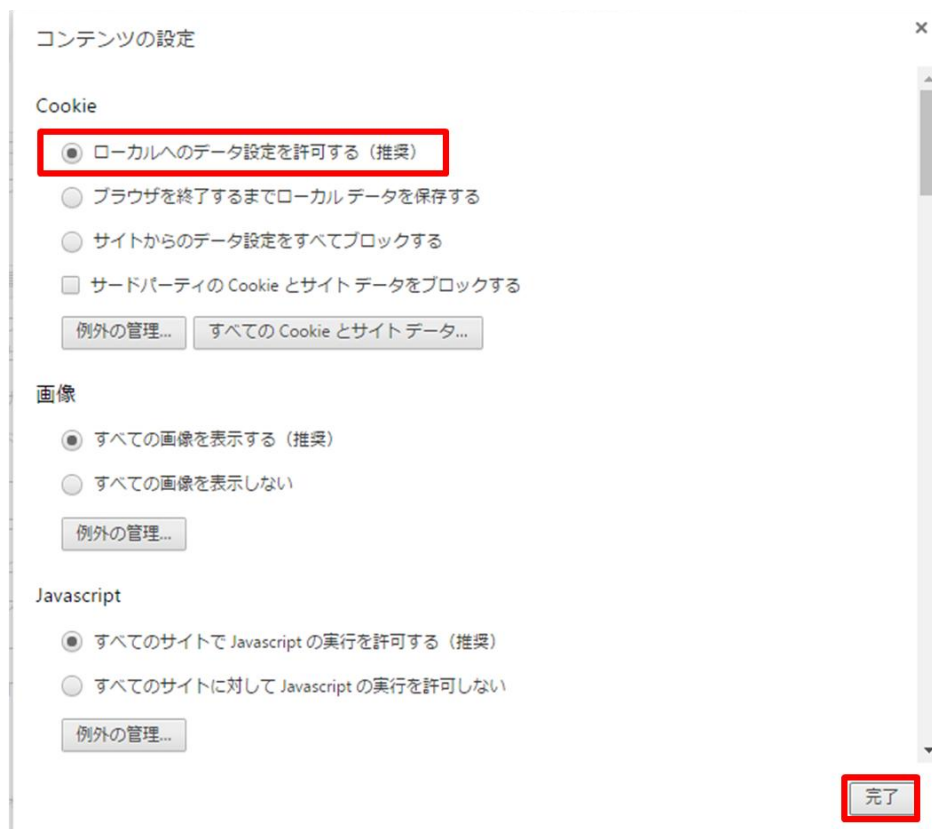 コンテンツの設定
Cookie
ローカルへのデータ設定を許可する（推奨）
ブラウザを終了するまでローカル データを保存する
サイトからのデータ設定をすべてブロックする
サードパーティの Cookie とサイト データをブロックする
例外の管理... すべての Cookie とサイト データ...
画像
すべての画像を表示する（推奨）
すべての画像を表示しない
例外の管理...
Javascript
すべてのサイトで Javascript の実行を許可する（推奨）
すべてのサイトに対して Javascript の実行を許可しない
例外の管理...
完了